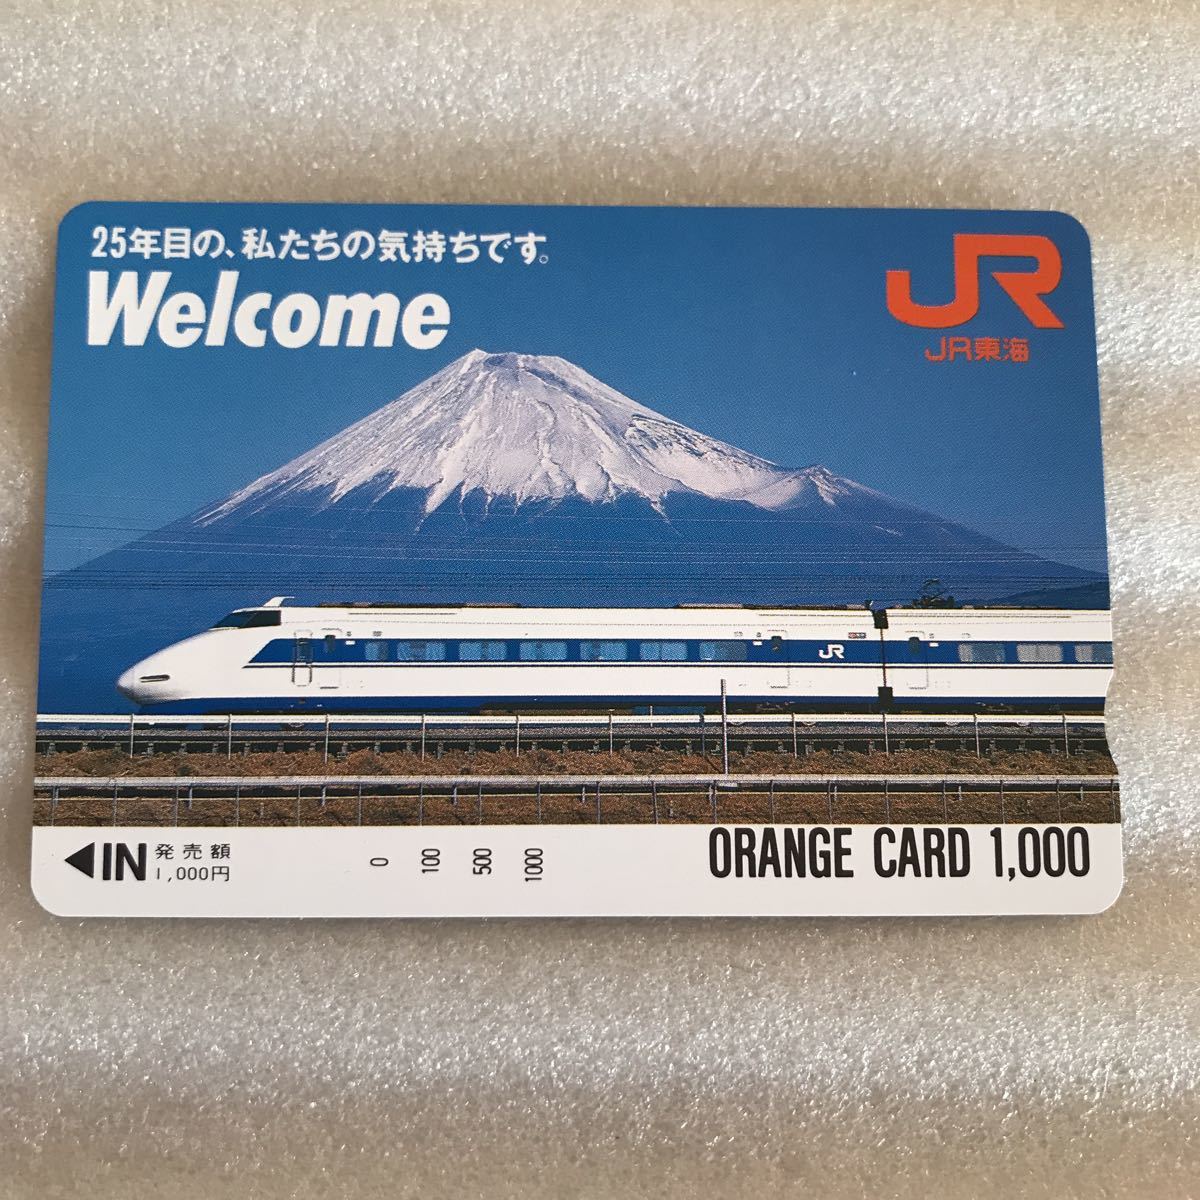 25年目の、私たちの気持ちです。
Welcome
JR
JR東海
JR
IN
発売額
1,000円
0
100
500
1000
ORANGE CARD 1,000